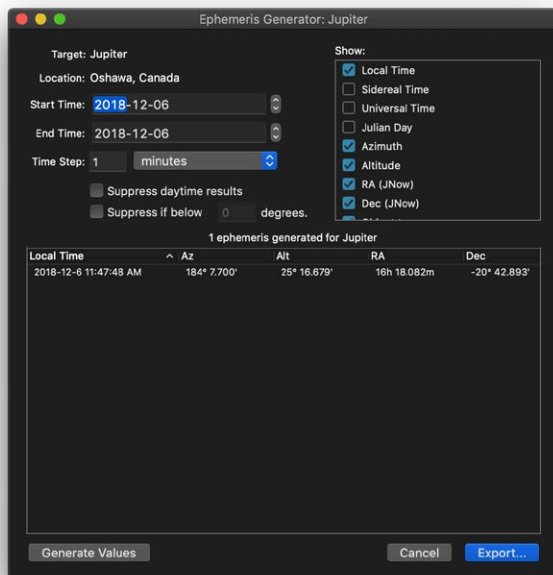 Ephemeris Generator: Jupiter
Target: Jupiter
Location: Oshawa, Canada
Start Time: 2018-12-06
End Time: 2018-12-06
Time Step: 1 minutes
Suppress daytime results
Suppress if below 0 degrees.
Show:
Local Time
Sidereal Time
Universal Time
Julian Day
Azimuth
Altitude
RA (JNow)
Dec (JNow)
1 ephemeris generated for Jupiter
Local Time Az Alt RA Dec
2018-12-6 11:47:48 AM 184° 7.700' 25° 16.679' 16h 18.082m -20° 42.893'
Generate Values Cancel Export...